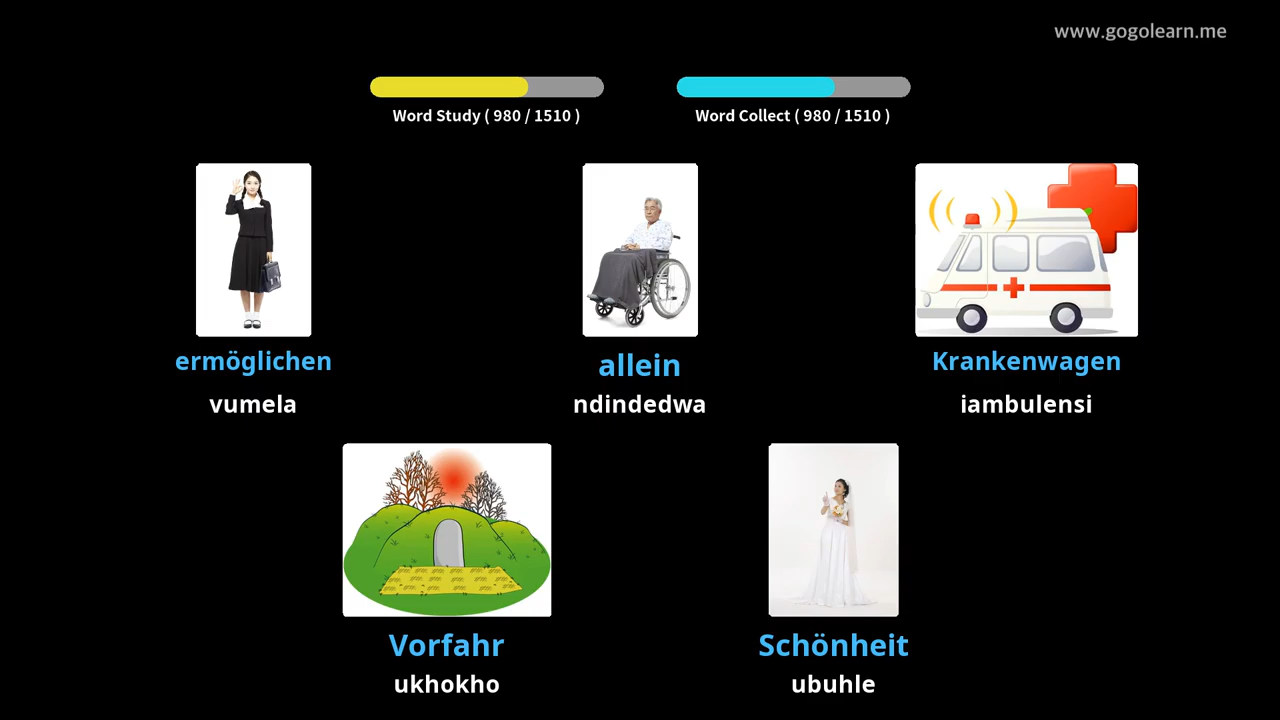 www.gogolearn.me
Word Study ( 980 / 1510 )
Word Collect ( 980 / 1510 )
ermöglichen
vumela
allein
ndindedwa
Krankenwagen
iambulensi
Vorfahr
ukhokho
Schönheit
ubuhle